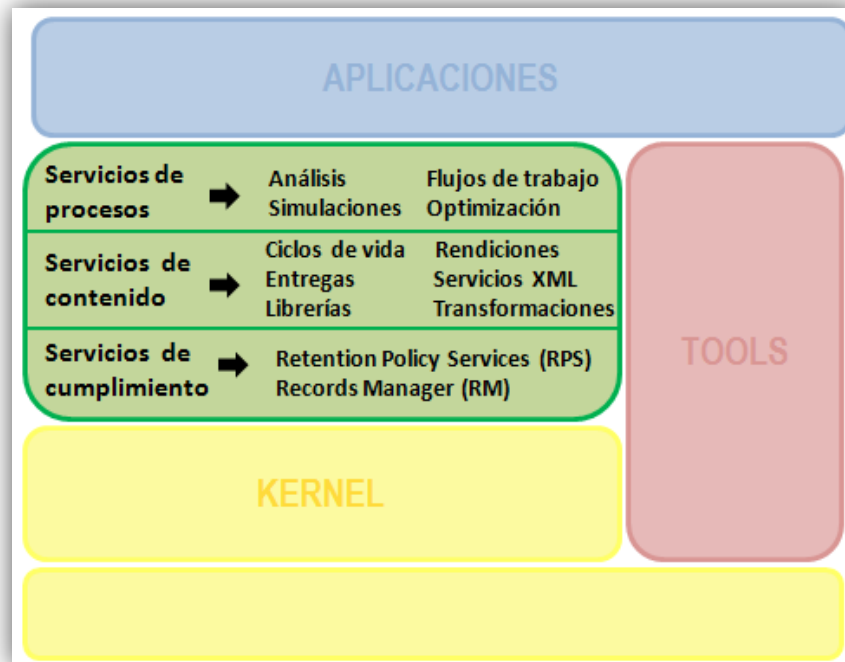 APLICACIONES
Servicios de procesos
Análisis Flujos de trabajo
Simulaciones Optimización
Servicios de contenido
Ciclos de vida Rendiciones
Entregas Servicios XML
Librerías Transformaciones
Servicios de cumplimiento
Retention Policy Services (RPS)
Records Manager (RM)
TOOLS
KERNEL